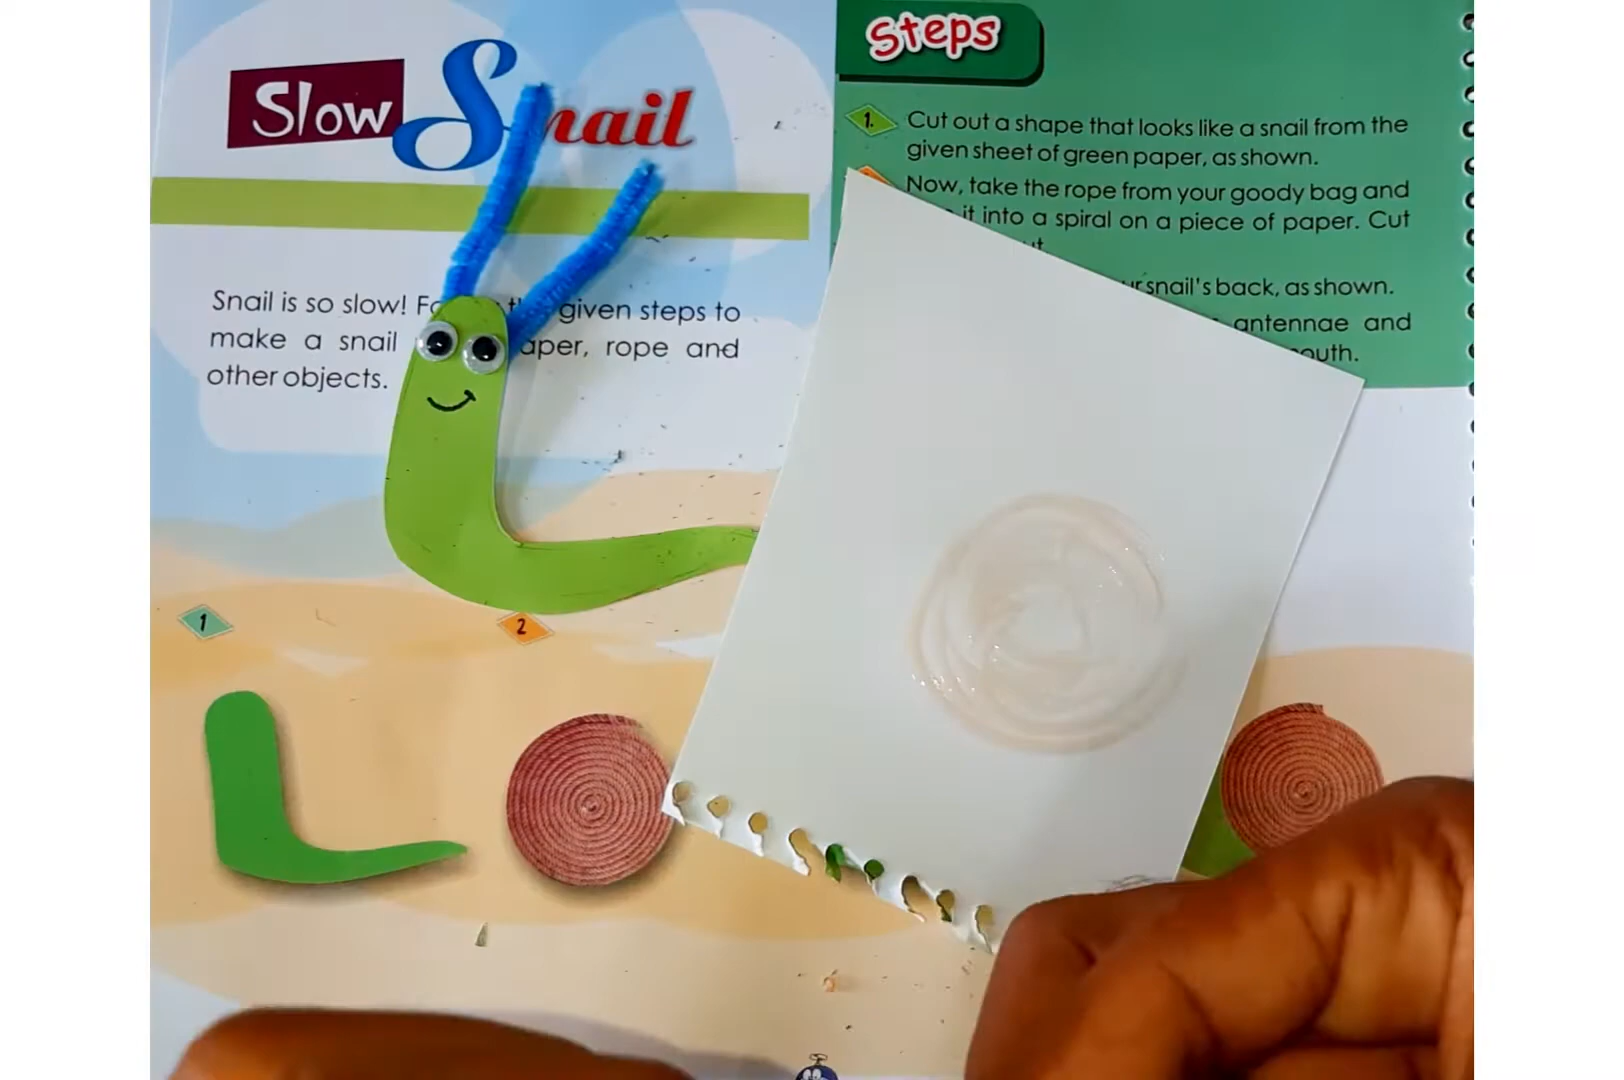 Slow Snail
Snail is so slow! given steps to
make a snail rope and
other objects.
1
2
Steps
1. Cut out a shape that looks like a snail from the
given sheet of green paper, as shown.
Now, take the rope from your goody bag and
it into a spiral on a piece of paper. Cut
snail's back, as shown.
antennae and